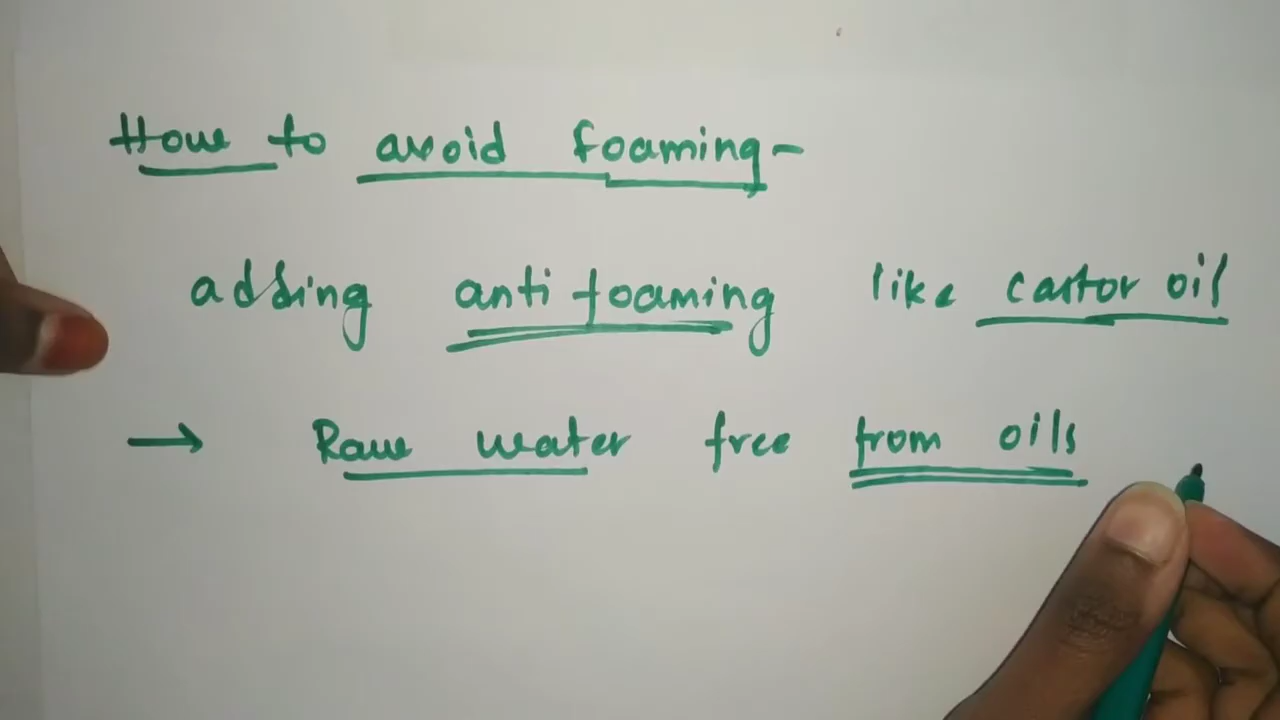 How to avoid foaming-
adding anti foaming like castor oil
→ Raw water free from oils